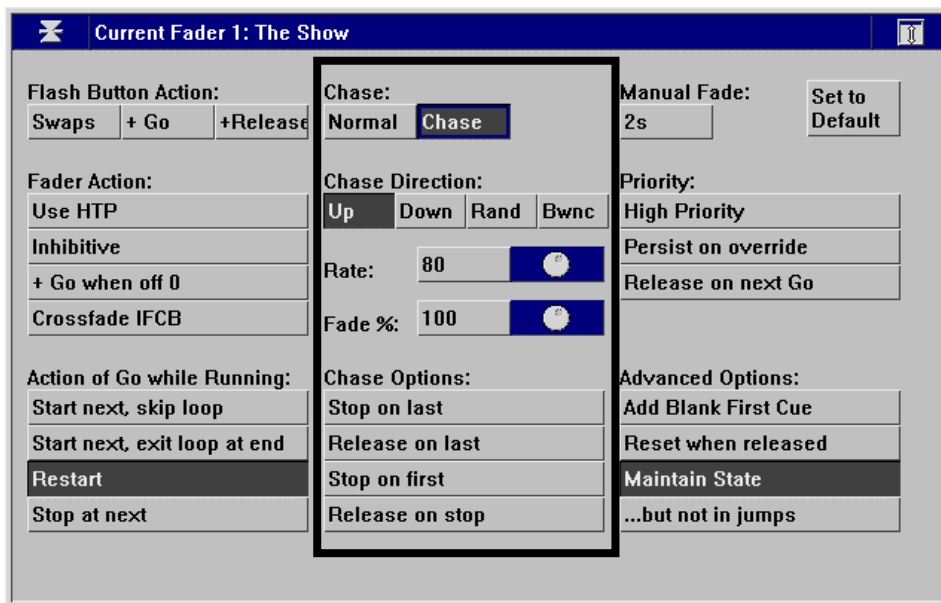 Current Fader 1: The Show
Flash Button Action:
Swaps + Go +Release
Fader Action:
Use HTP
Inhibitive
+ Go when off 0
Crossfade IFCB
Action of Go while Running:
Start next, skip loop
Start next, exit loop at end
Restart
Stop at next
Chase:
Normal Chase
Chase Direction:
Up Down Rand Bwnc
Rate: 80
Fade %: 100
Chase Options:
Stop on last
Release on last
Stop on first
Release on stop
Manual Fade:
2s
Set to
Default
Priority:
High Priority
Persist on override
Release on next Go
Advanced Options:
Add Blank First Cue
Reset when released
Maintain State
...but not in jumps